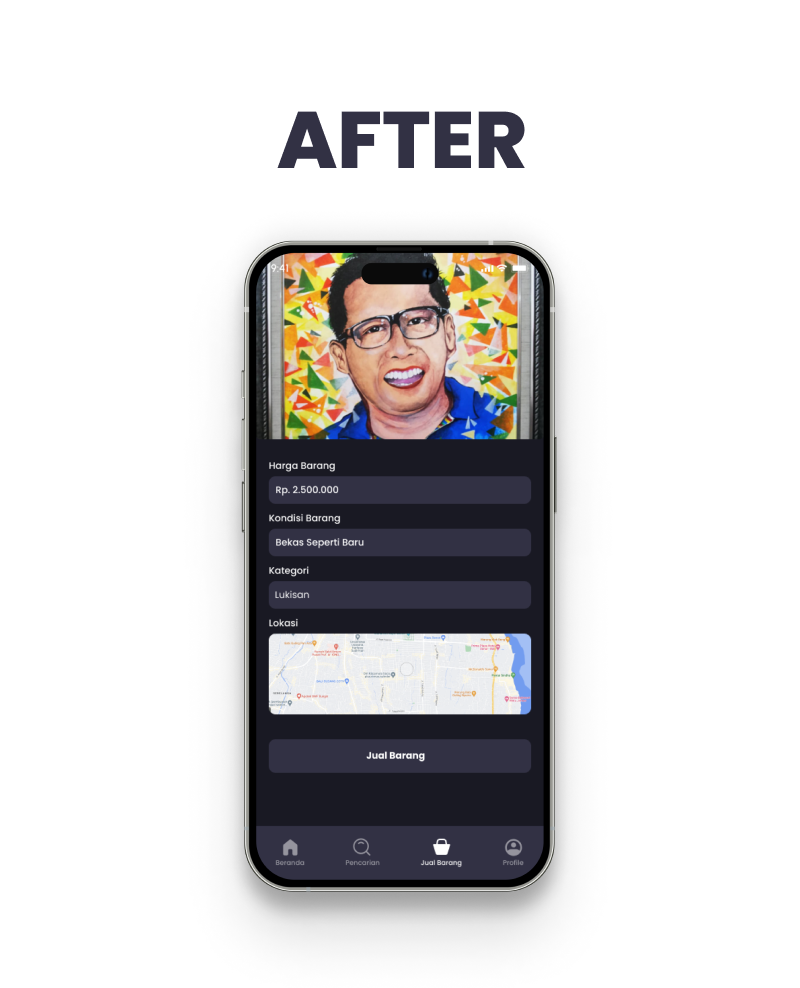 AFTER
9:41
Harga Barang
Rp. 2.500.000
Kondisi Barang
Bekas Seperti Baru
Kategori
Lukisan
Lokasi
Jual Barang
Beranda
Pencarian
Jual Barang
Profile